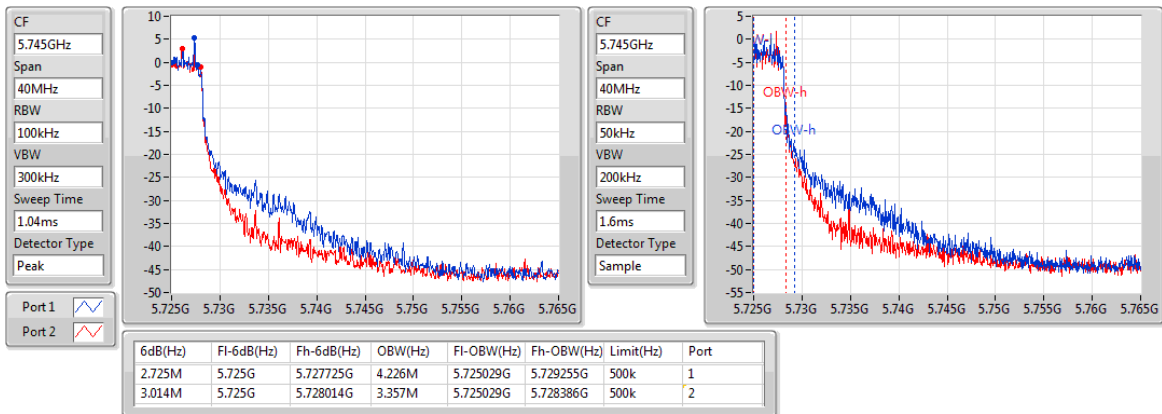 CF
5.745GHz
Span
40MHz
RBW
100kHz
VBW
300kHz
Sweep Time
1.04ms
Detector Type
Peak
Port 1
Port 2
10
5
0
-5
-10
-15
-20
-25
-30
-35
-40
-45
-50
5.725G 5.73G 5.735G 5.74G 5.745G 5.75G 5.755G 5.76G 5.765G
CF
5.745GHz
Span
40MHz
RBW
50kHz
VBW
200kHz
Sweep Time
1.6ms
Detector Type
Sample
5
0
-5
-10
-15
-20
-25
-30
-35
-40
-45
-50
-55
OBW-h
OBW-h
5.725G 5.73G 5.735G 5.74G 5.745G 5.75G 5.755G 5.76G 5.765G
6dB(Hz) Fl-6dB(Hz) Fh-6dB(Hz) OBW(Hz) Fl-OBW(Hz) Fh-OBW(Hz) Limit(Hz) Port
2.725M 5.725G 5.727725G 4.226M 5.725029G 5.729255G 500k 1
3.014M 5.725G 5.728014G 3.357M 5.725029G 5.728386G 500k 2